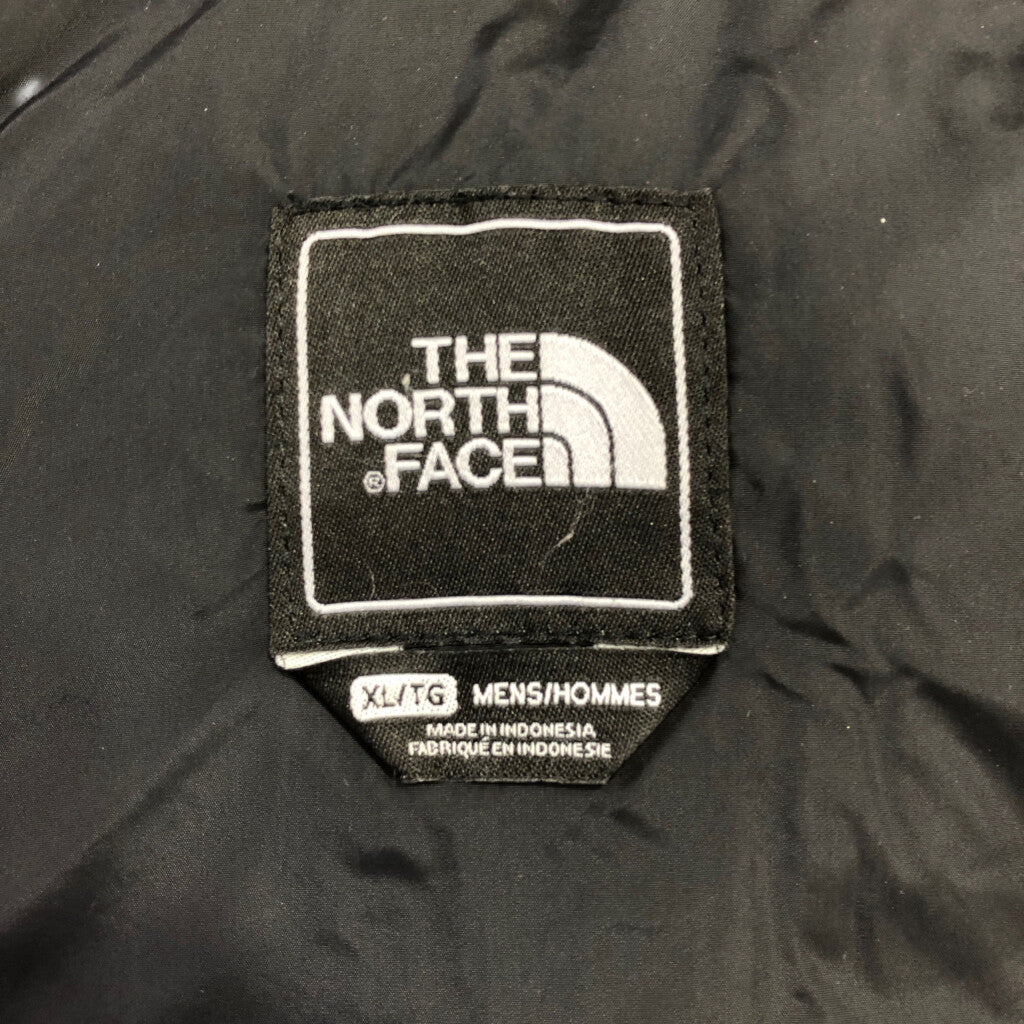 THE
NORTH
® FACE
XL/TG MENS/HOMMES
MADE IN INDONESIA
FABRIQUÉ EN INDONESIE